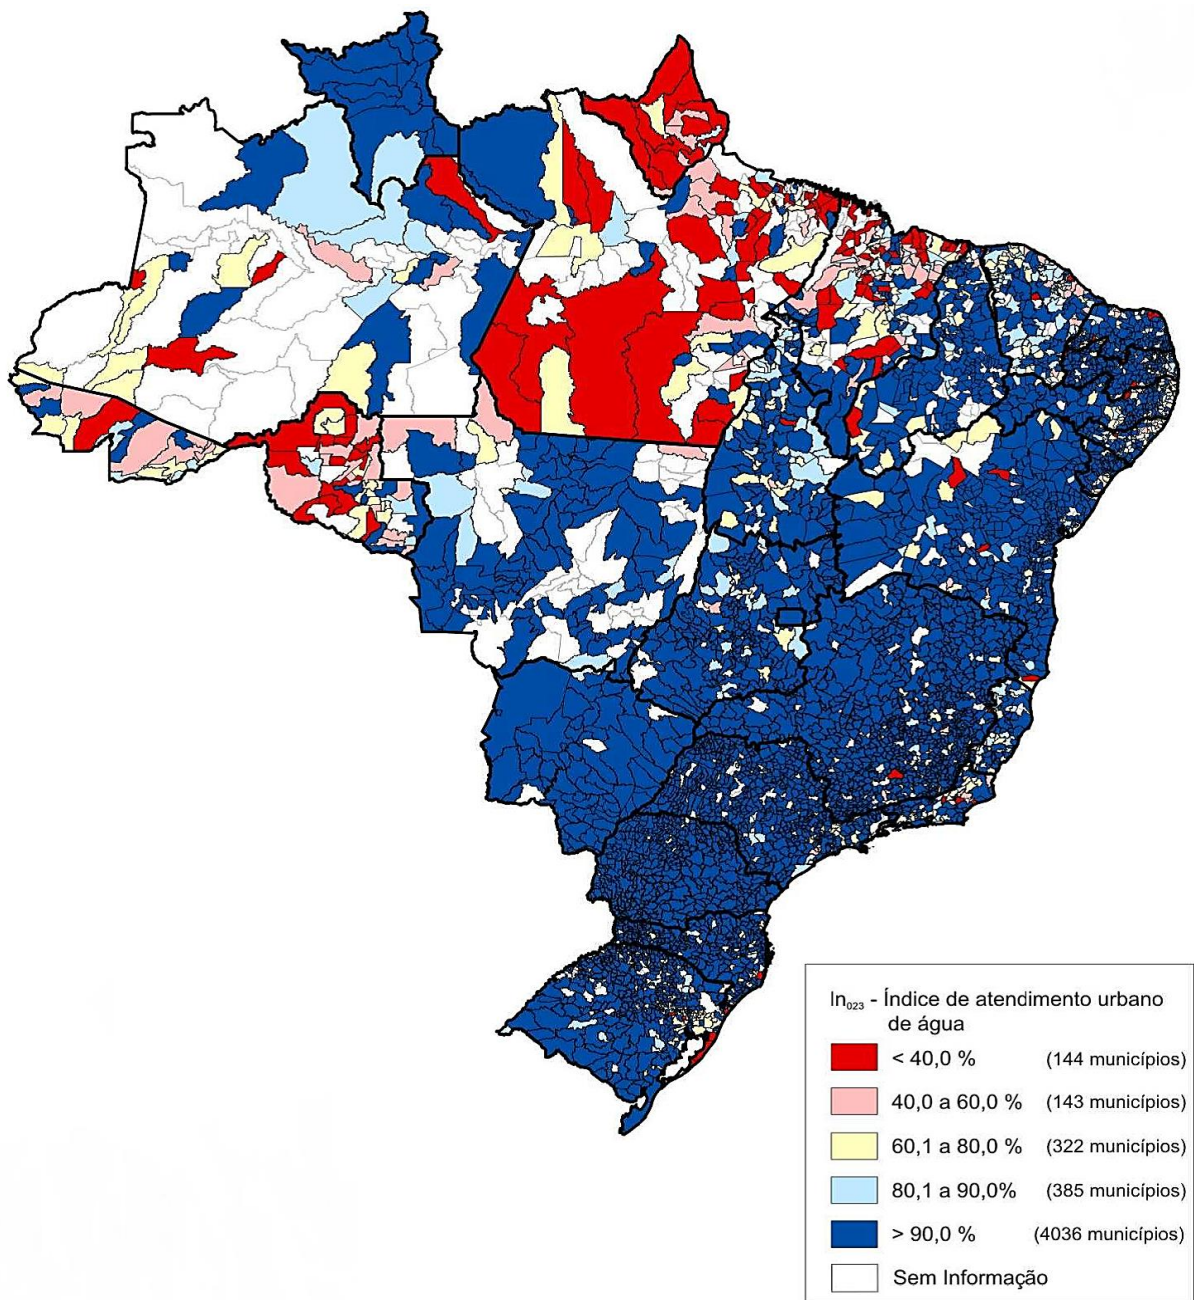 In₀₂₃ - Índice de atendimento urbano
de água
< 40,0 % (144 municípios)
40,0 a 60,0 % (143 municípios)
60,1 a 80,0 % (322 municípios)
80,1 a 90,0% (385 municípios)
> 90,0 % (4036 municípios)
Sem Informação